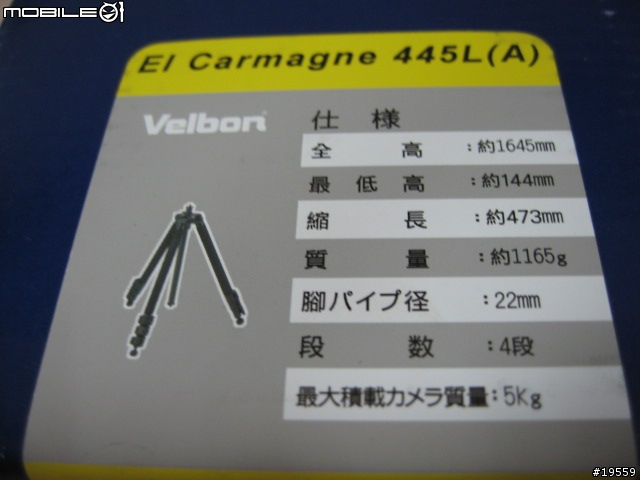 MOBILE01
El Carmagne 445L(A)
Velbon
仕 様
全 高 :約1645mm
最 低 高 :約144mm
縮 長 :約473mm
質 量 :約1165g
腳パイプ径 :22mm
段 数 :4段
最大積載カメラ質量:5Kg
#19559